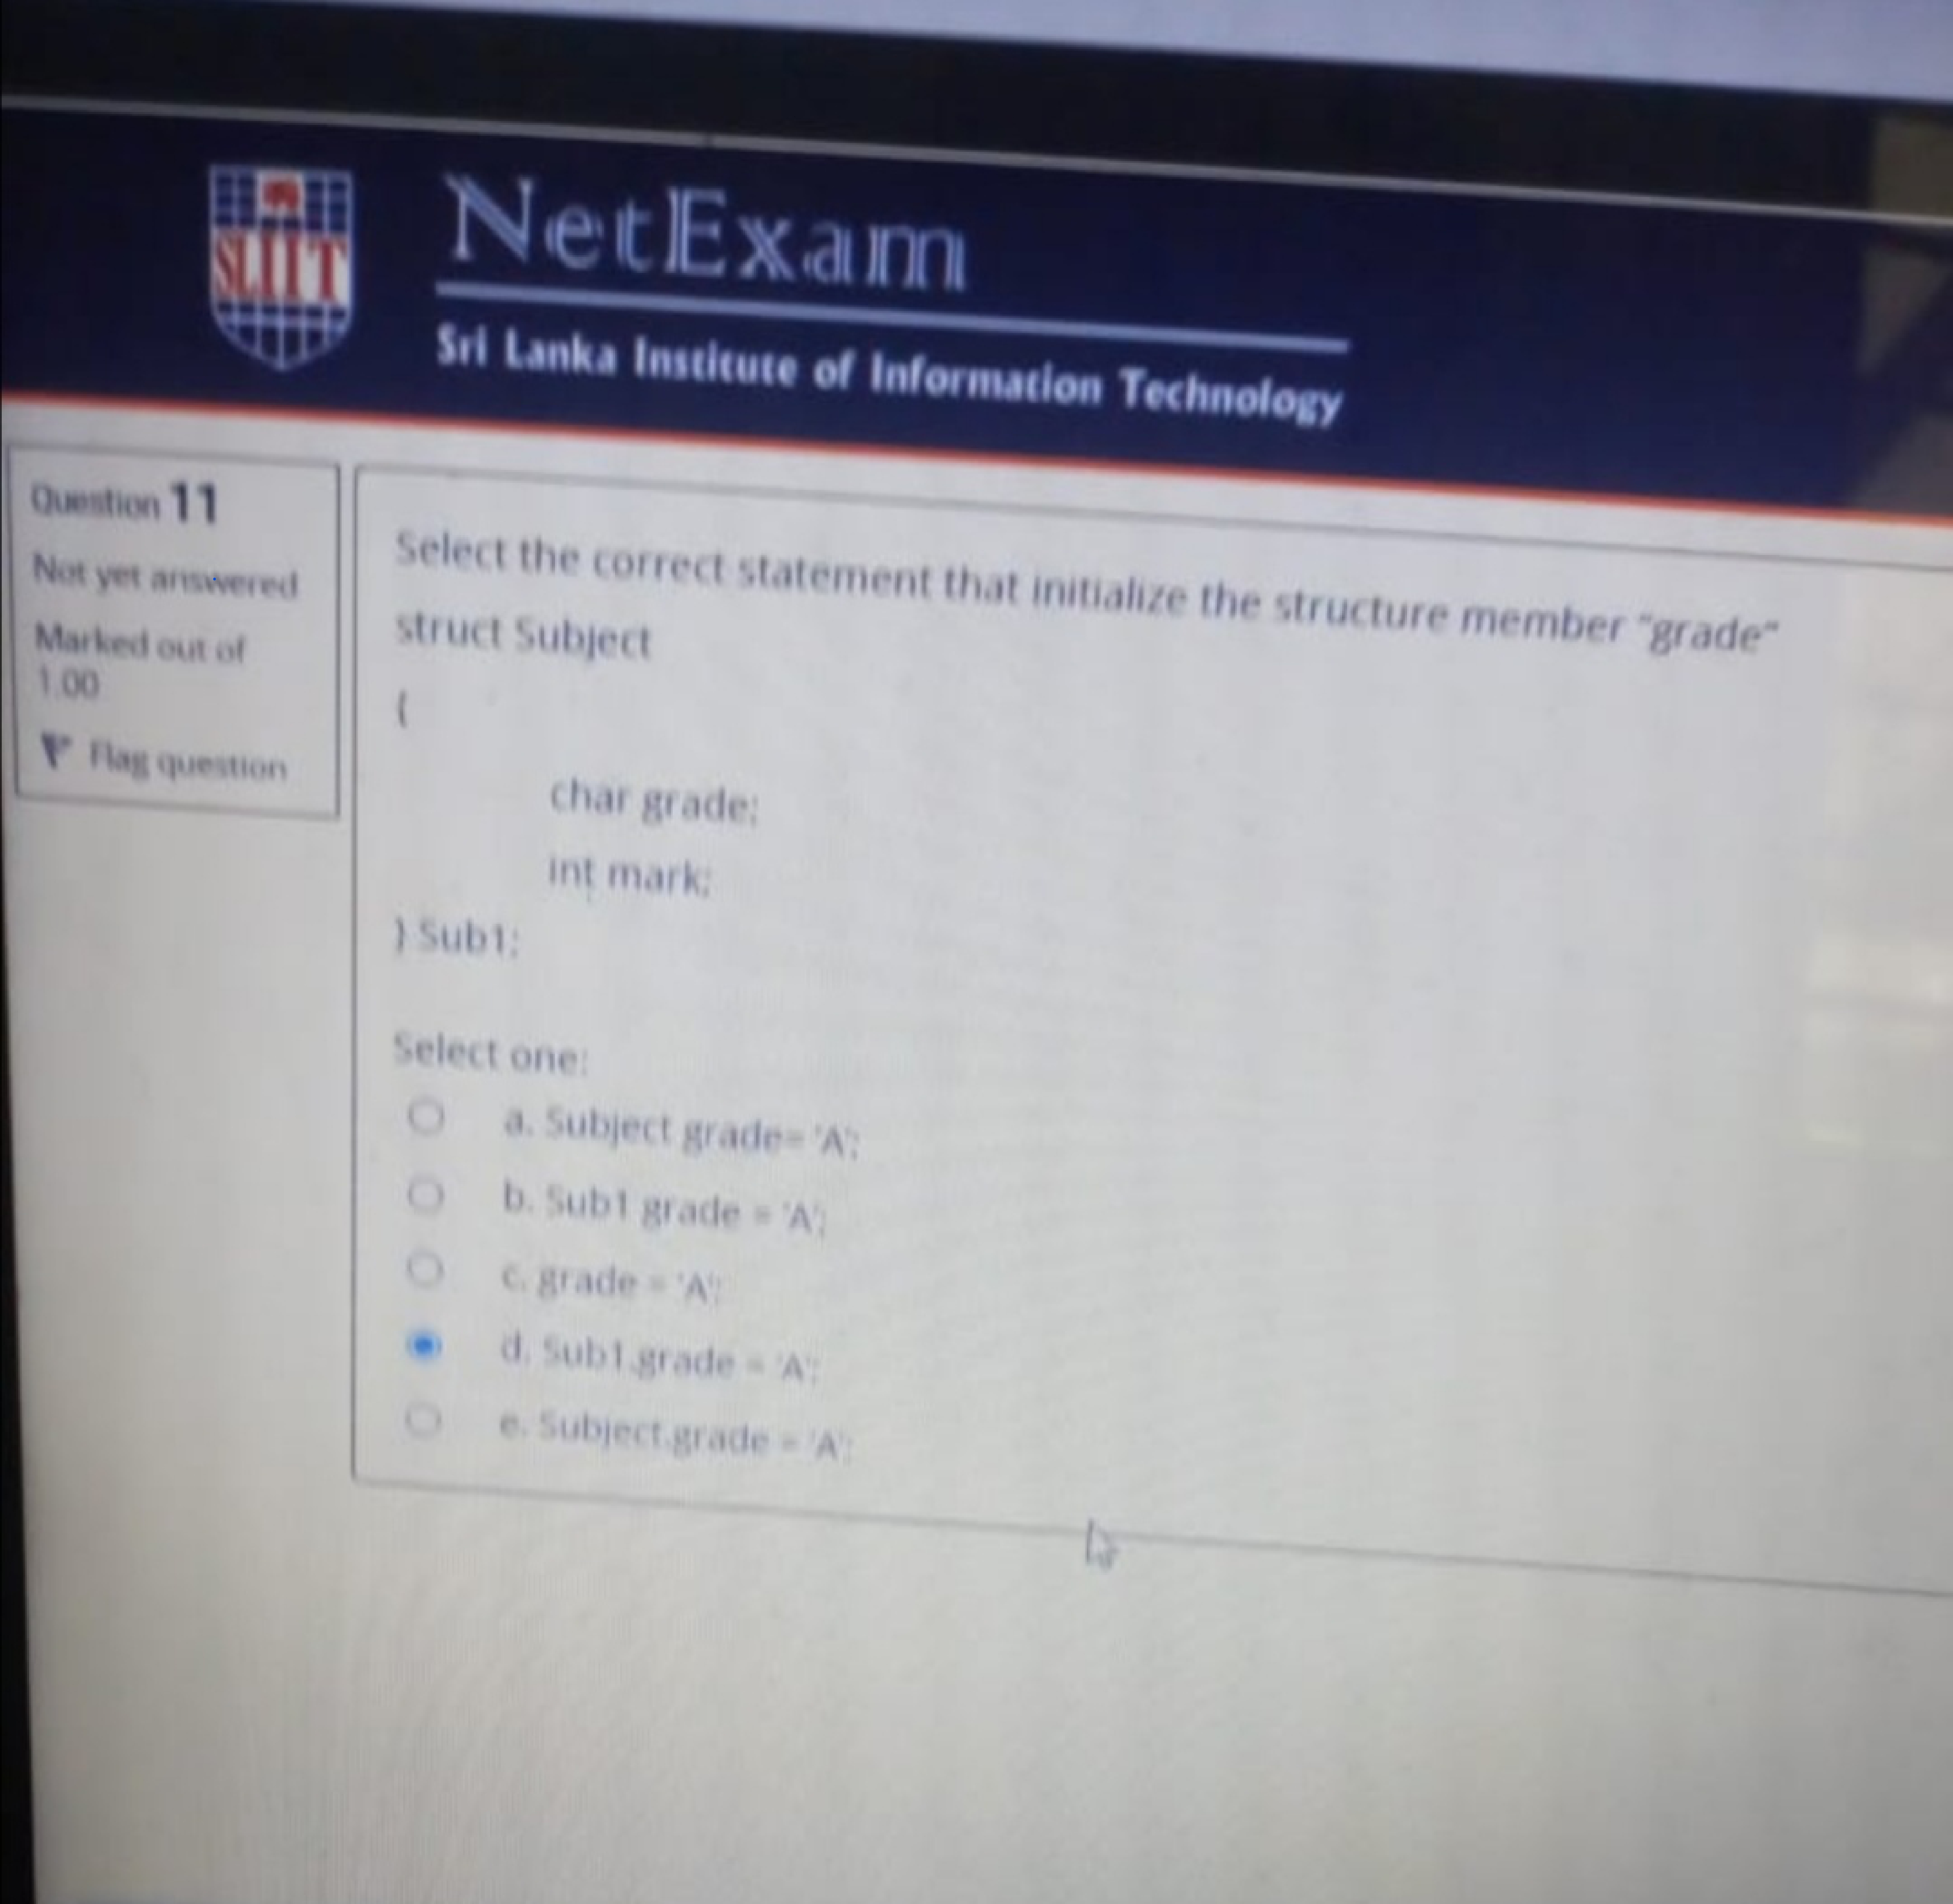 SLIIT
NetExam
Sri Lanka Institute of Information Technology
Question 11
Not yet answered
Marked out of
1.00
Flag question
Select the correct statement that initialize the structure member "grade"
struct Subject
{
char grade;
int mark;
} Sub1;
Select one:
a. Subject grade= 'A';
b. Sub1 grade = 'A';
c. grade = 'A';
d. Sub1.grade = 'A';
e. Subject.grade = 'A';